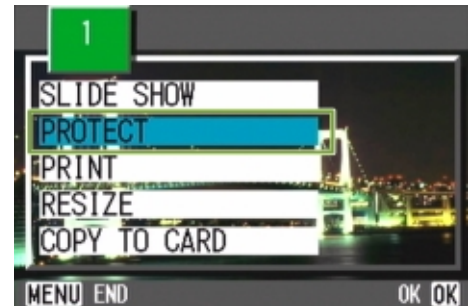 1
SLIDE SHOW
PROTECT
PRINT
RESIZE
COPY TO CARD
MENU END
OK OK